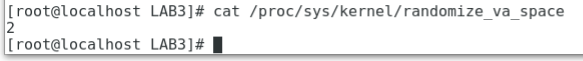 [root@localhost LAB3]# cat /proc/sys/kernel/randomize_va_space
2
[root@localhost LAB3]#